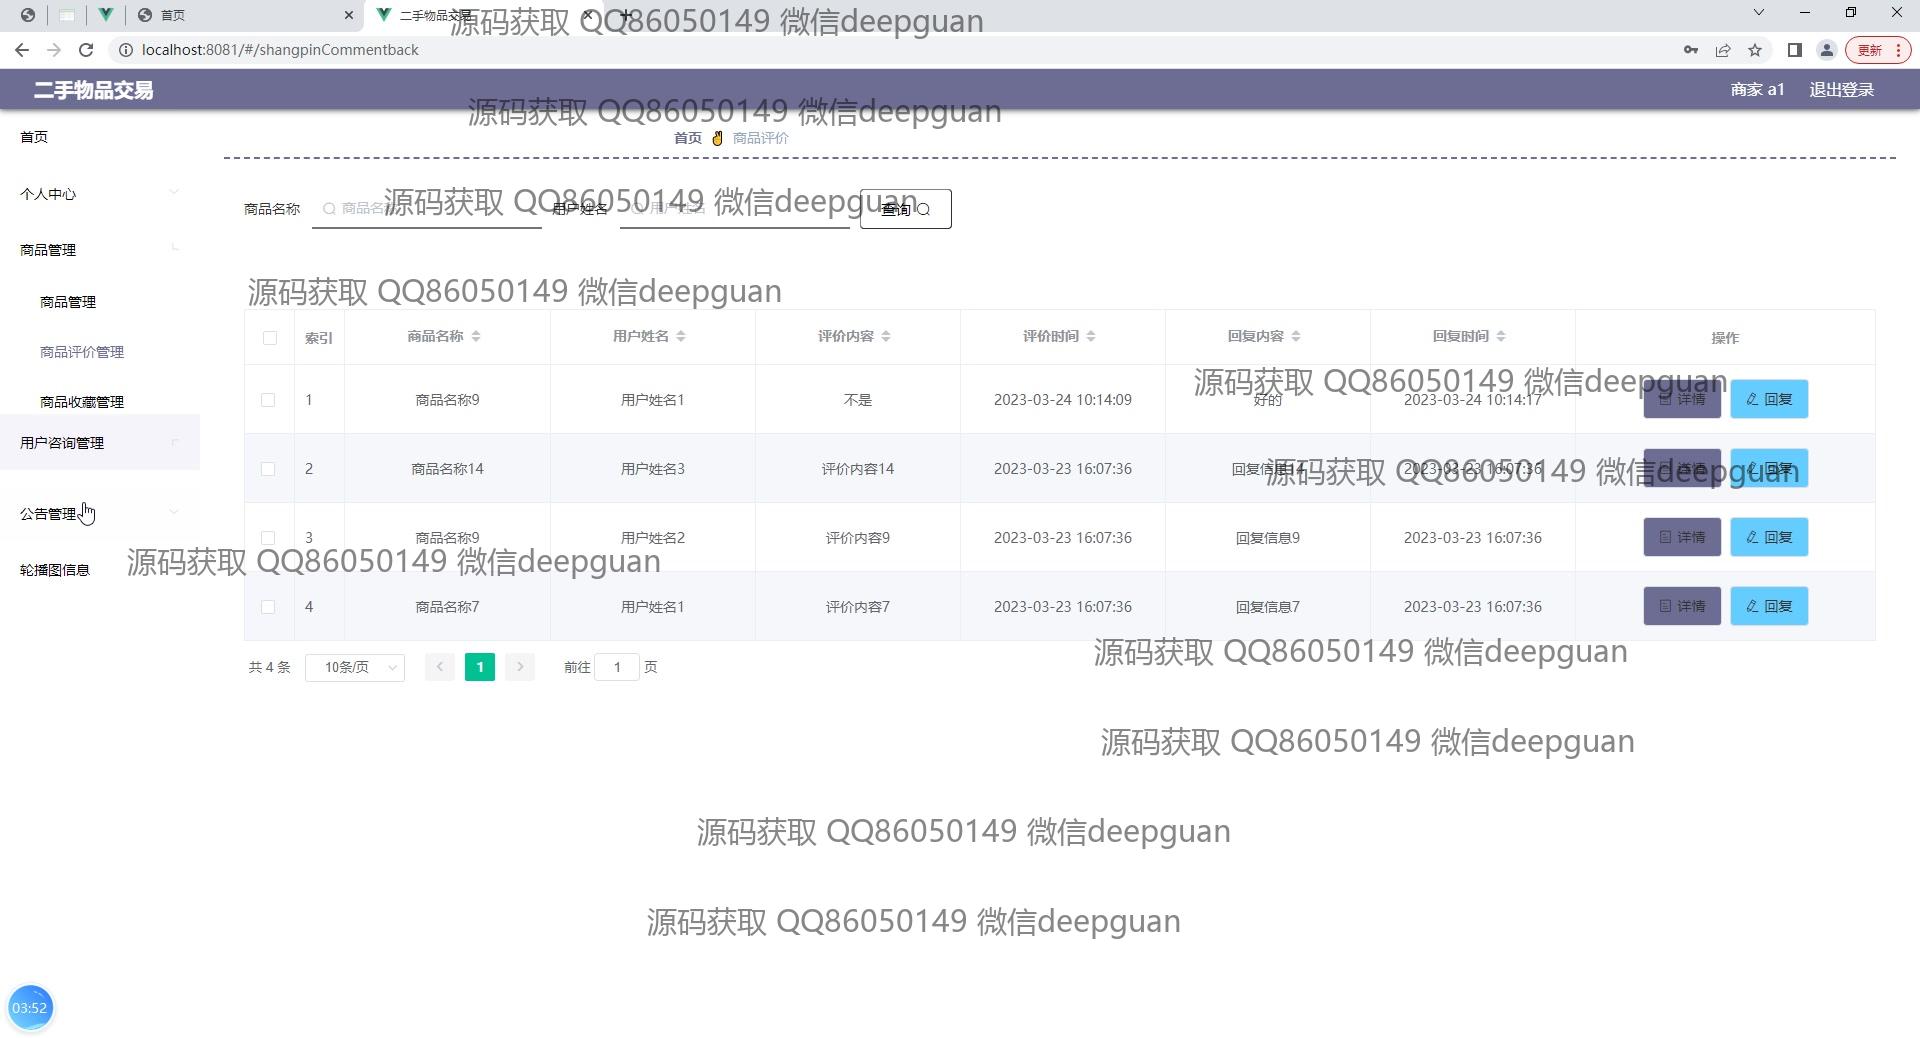 首页
二手物品交易
源码获取 QQ86050149 微信deepguan
localhost:8081/#/shangpinCommentback
更新
二手物品交易
商家 a1
退出登录
源码获取 QQ86050149 微信deepguan
首页 ✌ 商品评价
首页
个人中心
商品管理
商品管理
商品评价管理
商品收藏管理
用户咨询管理
公告管理
轮播图信息
源码获取 QQ86050149 微信deepguan
商品名称 商品名称 用户姓名 用户姓名 查询
源码获取 QQ86050149 微信deepguan
索引 商品名称 用户姓名 评价内容 评价时间 回复内容 回复时间 操作
源码获取 QQ86050149 微信deepguan
1 商品名称9 用户姓名1 不是 2023-03-24 10:14:09 好的 2023-03-24 10:14:17 详情 回复
2 商品名称14 用户姓名3 评价内容14 2023-03-23 16:07:36 回复信息14 2023-03-23 16:07:36 详情 回复
源码获取 QQ86050149 微信deepguan
3 商品名称9 用户姓名2 评价内容9 2023-03-23 16:07:36 回复信息9 2023-03-23 16:07:36 详情 回复
源码获取 QQ86050149 微信deepguan
4 商品名称7 用户姓名1 评价内容7 2023-03-23 16:07:36 回复信息7 2023-03-23 16:07:36 详情 回复
源码获取 QQ86050149 微信deepguan
共 4 条 10条/页 1 前往 1 页
源码获取 QQ86050149 微信deepguan
源码获取 QQ86050149 微信deepguan
源码获取 QQ86050149 微信deepguan
03:52